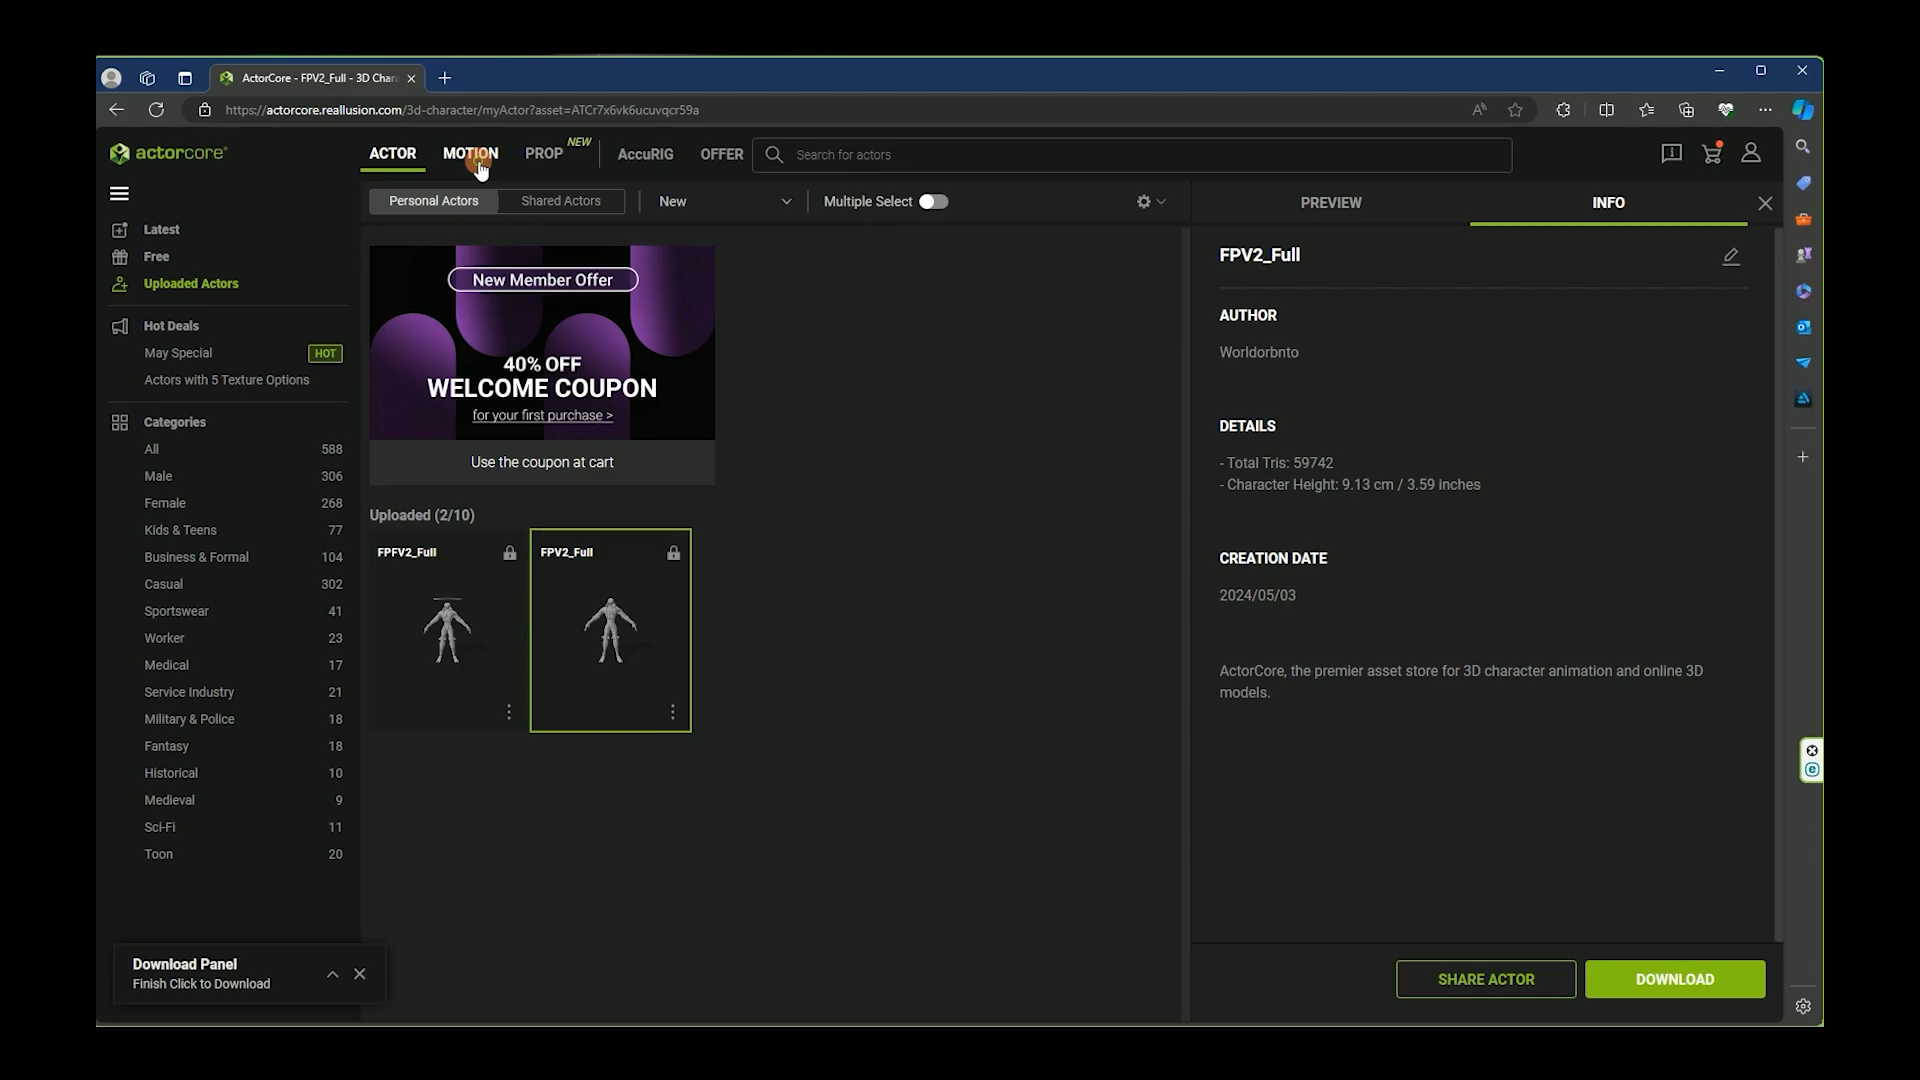 ActorCore - FPV2_Full - 3D Char
https://actorcore.reallusion.com/3d-character/myActor?asset=ATCr7x6vk6ucuvqcr59a
actorcore
ACTOR
MOTION
PROP
NEW
AccuRIG
OFFER
Search for actors
Latest
Free
Uploaded Actors
Hot Deals
May Special
HOT
Actors with 5 Texture Options
Categories
All 588
Male 306
Female 268
Kids & Teens 77
Business & Formal 104
Casual 302
Sportswear 41
Worker 23
Medical 17
Service Industry 21
Military & Police 18
Fantasy 18
Historical 10
Medieval 9
Sci-Fi 11
Toon 20
Download Panel
Finish Click to Download
Personal Actors
Shared Actors
New
Multiple Select
New Member Offer
40% OFF
WELCOME COUPON
for your first purchase >
Use the coupon at cart
Uploaded (2/10)
FPFV2_Full
FPV2_Full
PREVIEW
INFO
FPV2_Full
AUTHOR
Worldorbnto
DETAILS
- Total Tris: 59742
- Character Height: 9.13 cm / 3.59 inches
CREATION DATE
2024/05/03
ActorCore, the premier asset store for 3D character animation and online 3D
models.
SHARE ACTOR
DOWNLOAD